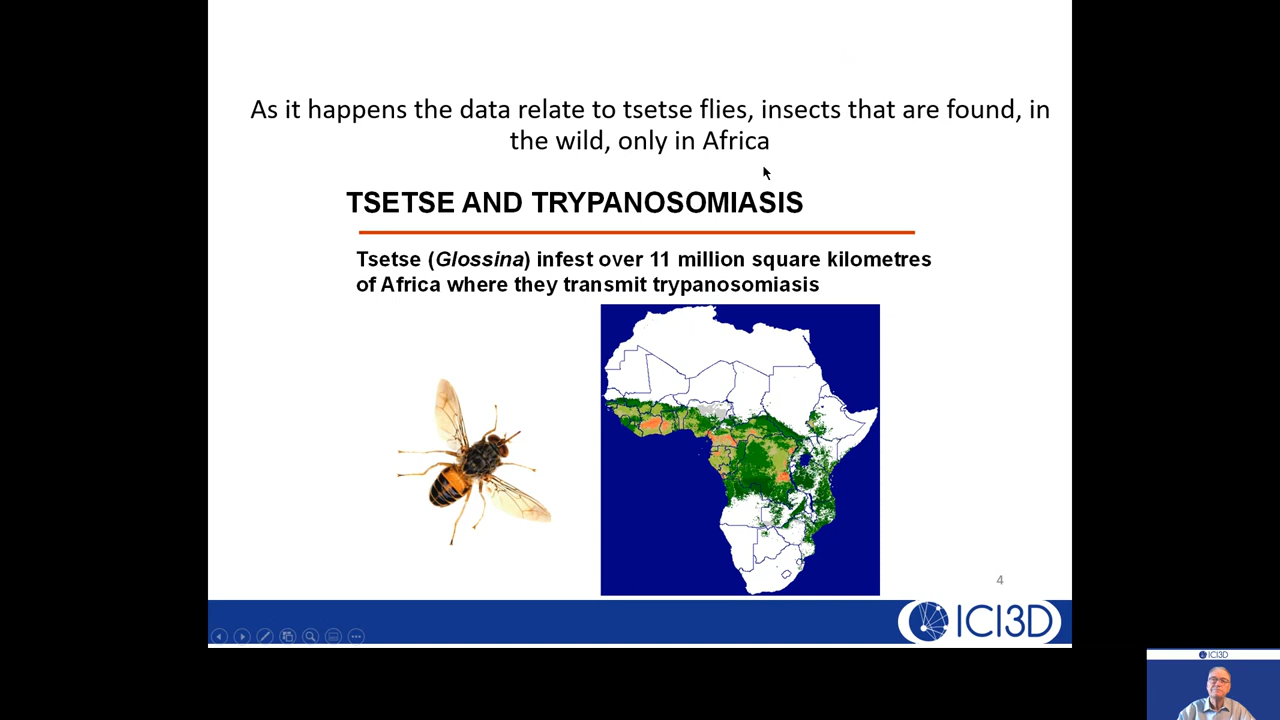 As it happens the data relate to tsetse flies, insects that are found, in
the wild, only in Africa
TSETSE AND TRYPANOSOMIASIS
Tsetse (Glossina) infest over 11 million square kilometres
of Africa where they transmit trypanosomiasis
4
ICI3D
ICI3D